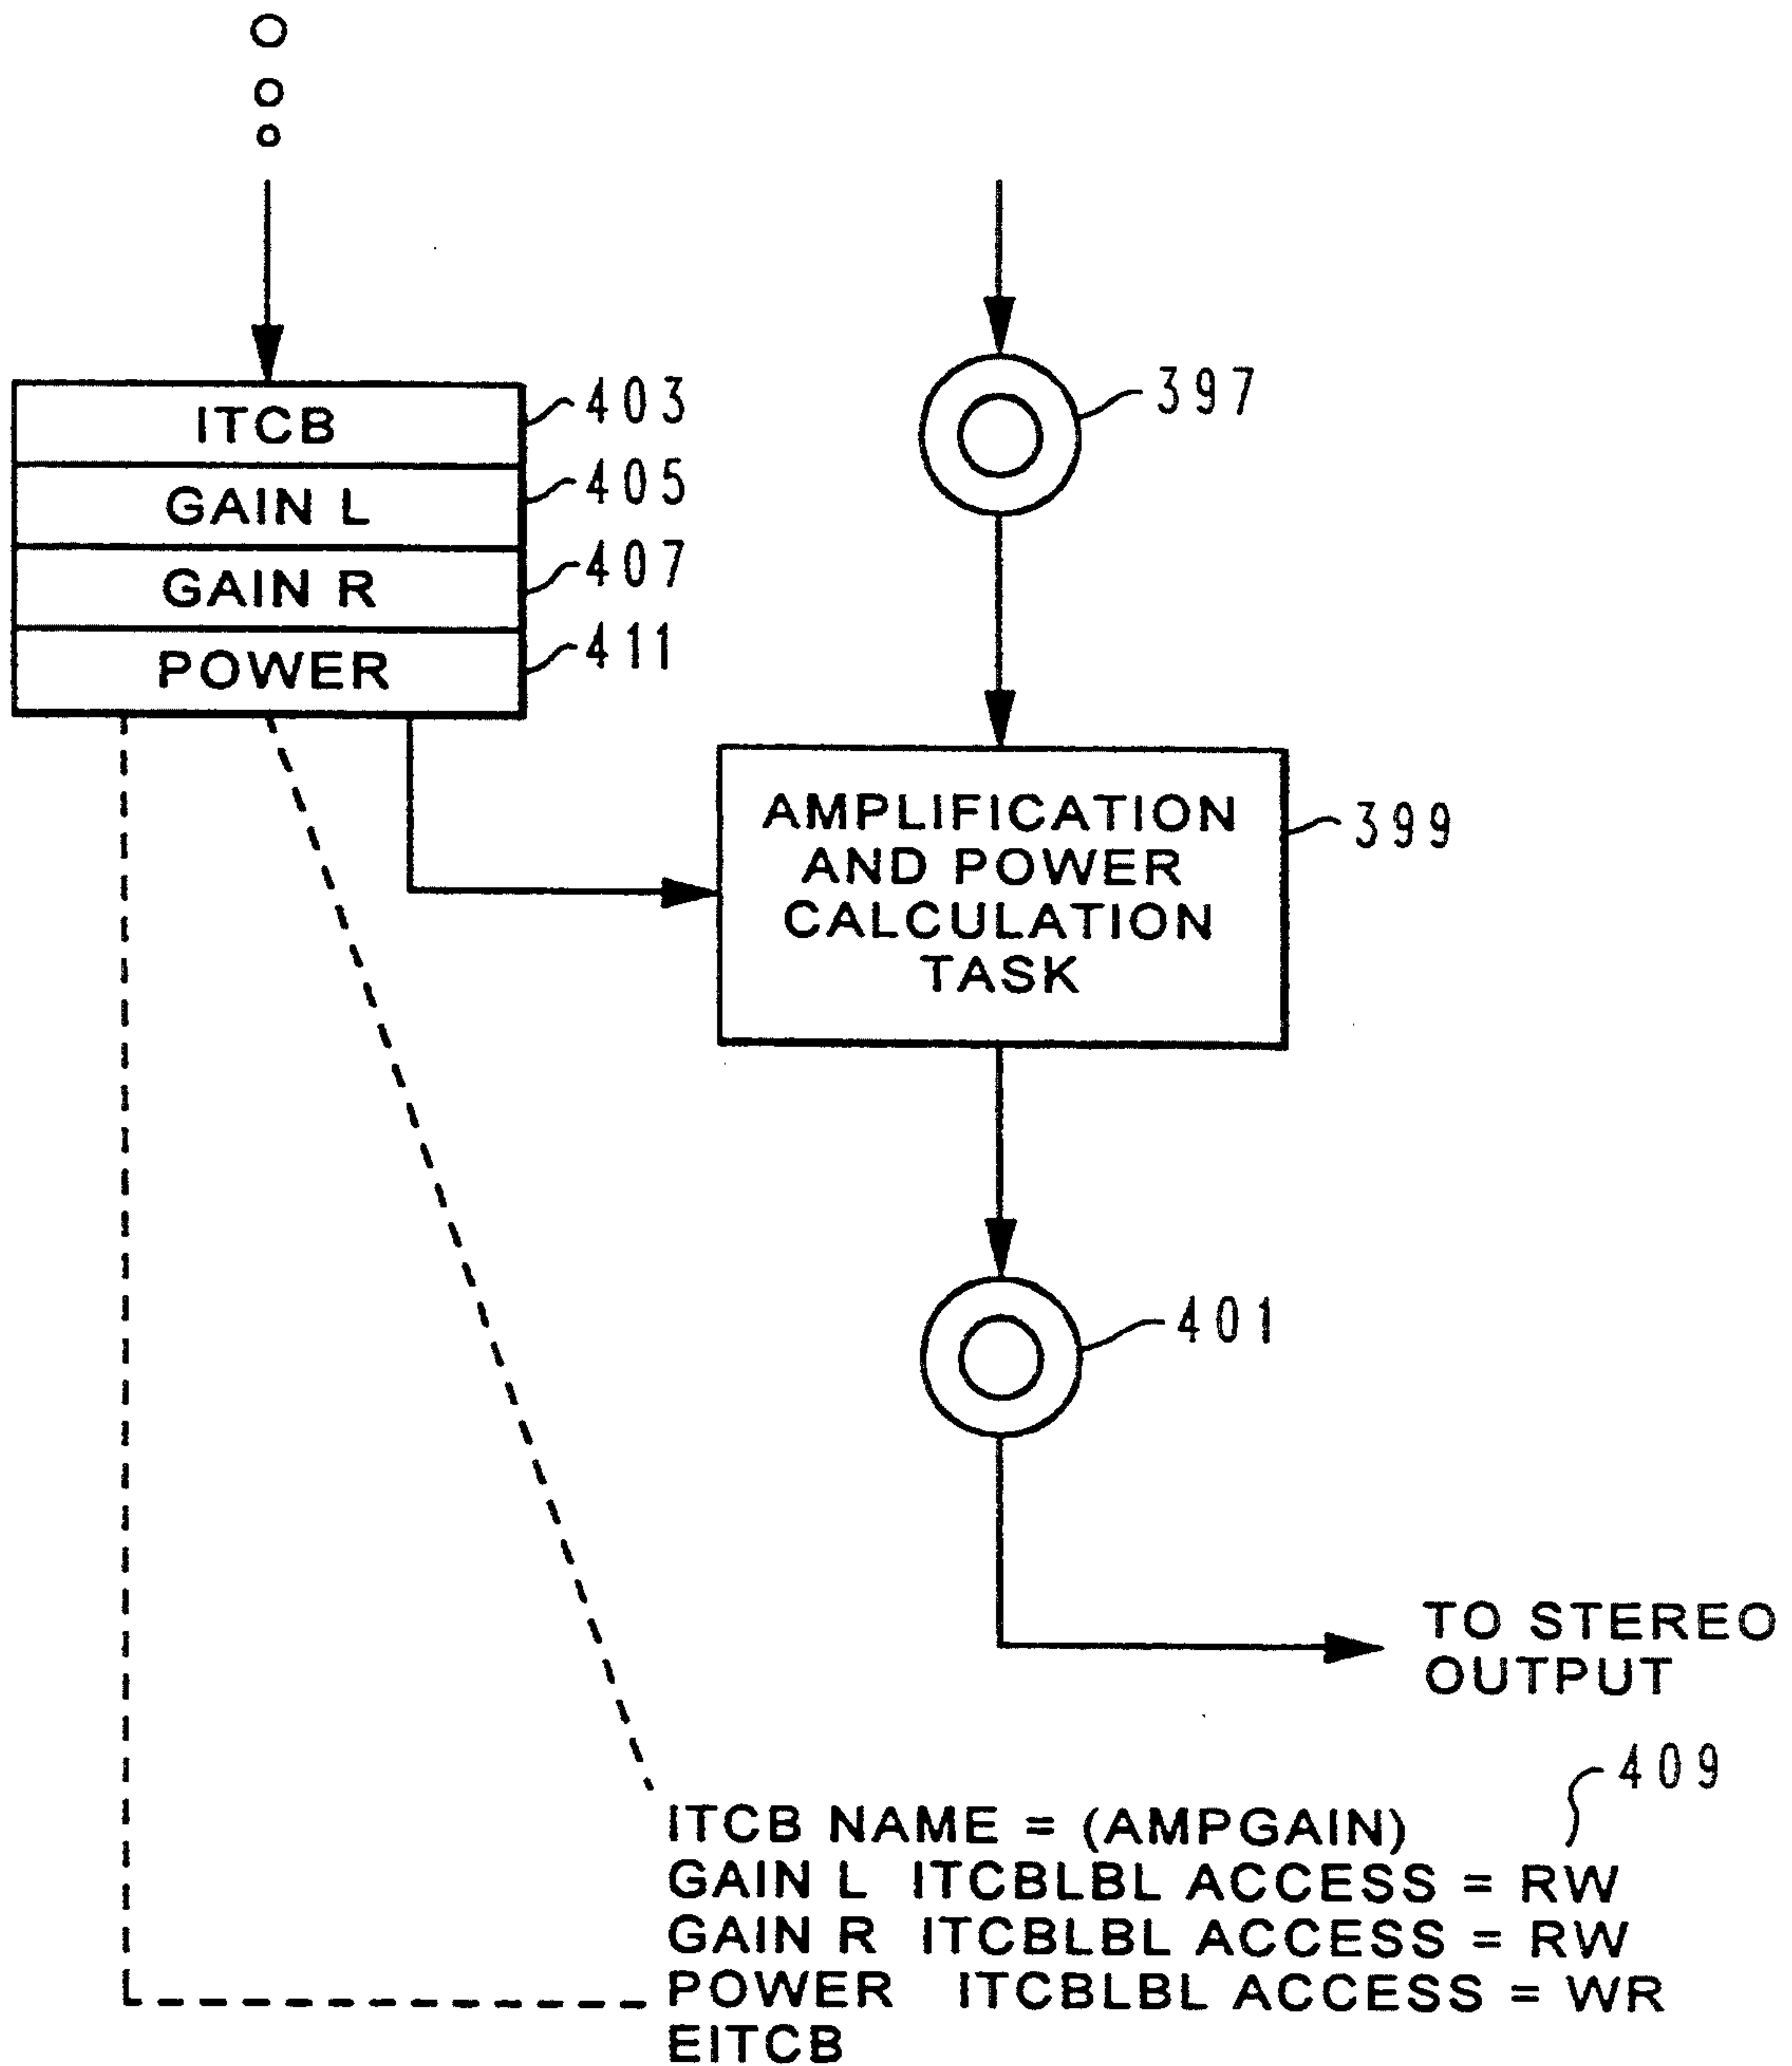 ITCB
403
GAIN L
405
GAIN R
407
POWER
411
397
AMPLIFICATION
AND POWER
CALCULATION
TASK
399
401
TO STEREO
OUTPUT
409
ITCB NAME = (AMPGAIN)
GAIN L ITCBLBL ACCESS = RW
GAIN R ITCBLBL ACCESS = RW
POWER ITCBLBL ACCESS = WR
EITCB